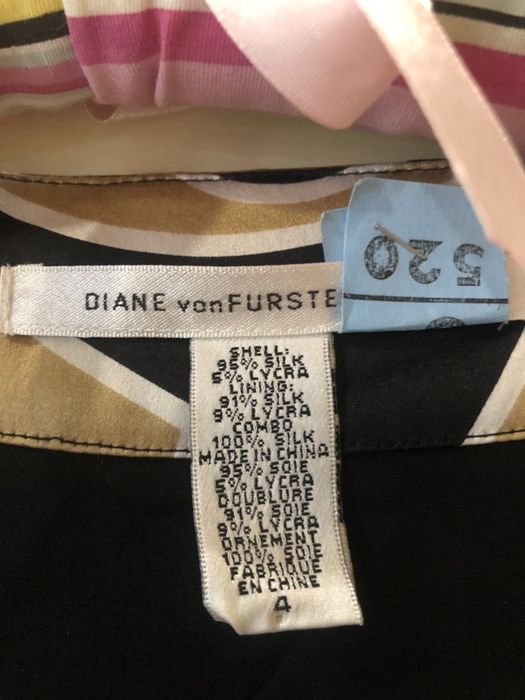 520
DIANE vonFURSTE
SHELL:
95% SILK
5% LYCRA
LINING:
91% SILK
9% LYCRA
COMBO
100% SILK
MADE IN CHINA
95% SOIE
5% LYCRA
DOUBLURE
91% SOIE
9% LYCRA
ORNEMENT
100% SOIE
FABRIQUE
EN CHINE
4